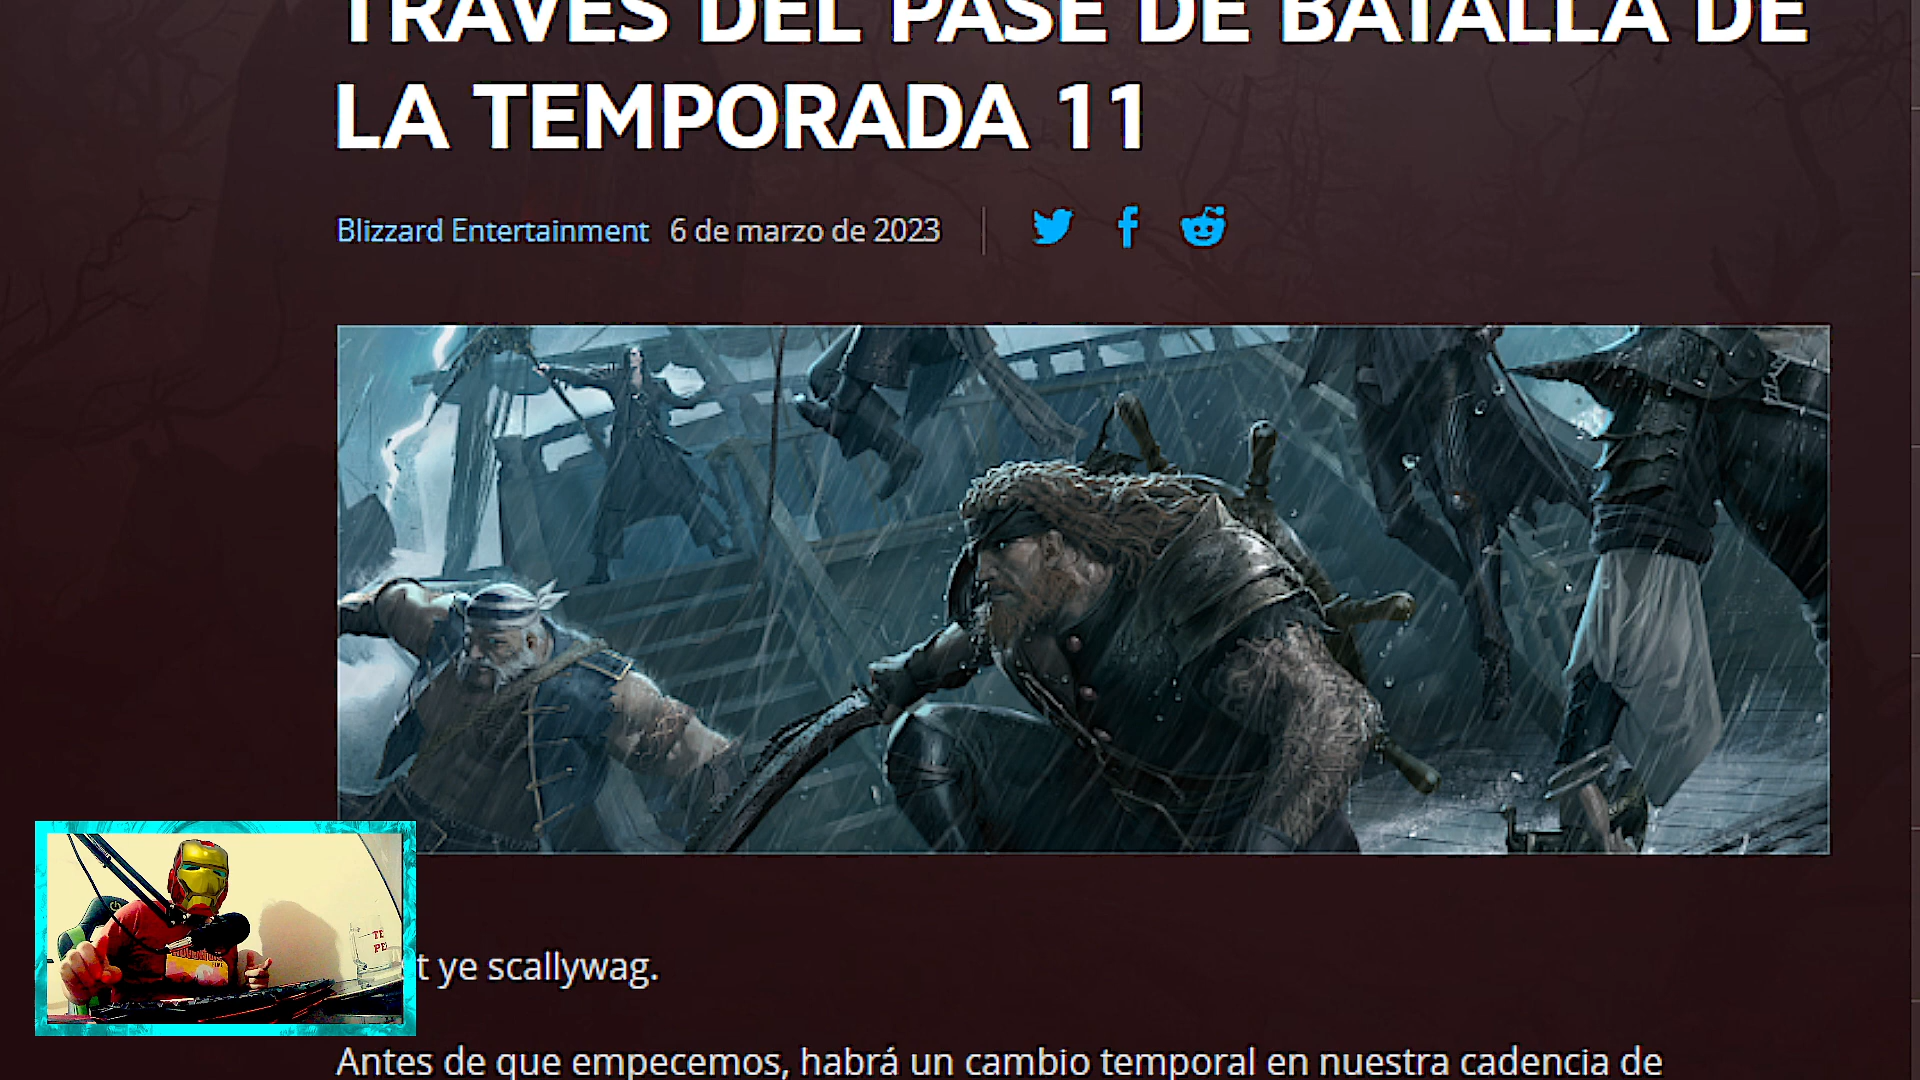 TRAVÉS DEL PASE DE BATALLA DE
LA TEMPORADA 11
Blizzard Entertainment 6 de marzo de 2023
t ye scallywag.
Antes de que empecemos, habrá un cambio temporal en nuestra cadencia de